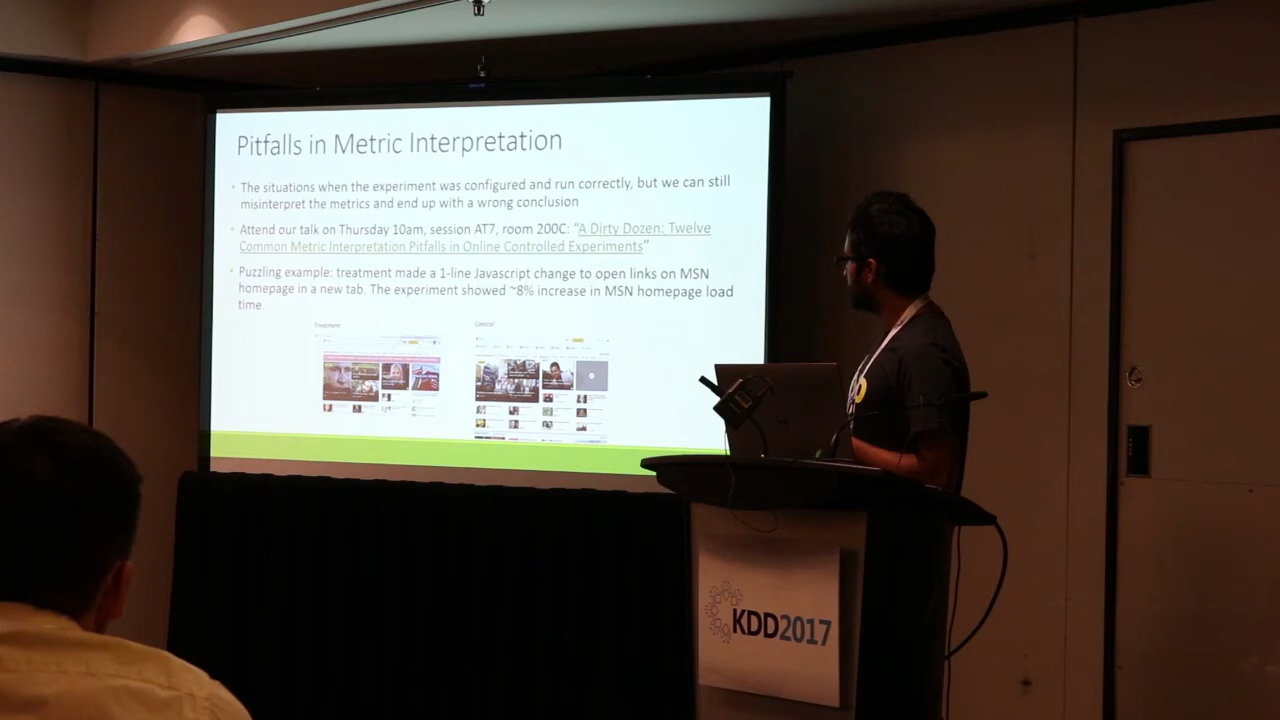 Pitfalls in Metric Interpretation
• The situations when the experiment was configured and run correctly, but we can still
misinterpret the metrics and end up with a wrong conclusion
• Attend our talk on Thursday 10am, session AT7, room 200C: “A Dirty Dozen: Twelve
Common Metric Interpretation Pitfalls in Online Controlled Experiments”
• Puzzling example: treatment made a 1-line Javascript change to open links on MSN
homepage in a new tab. The experiment showed ~8% increase in MSN homepage load
time.
Treatment
Control
KDD2017